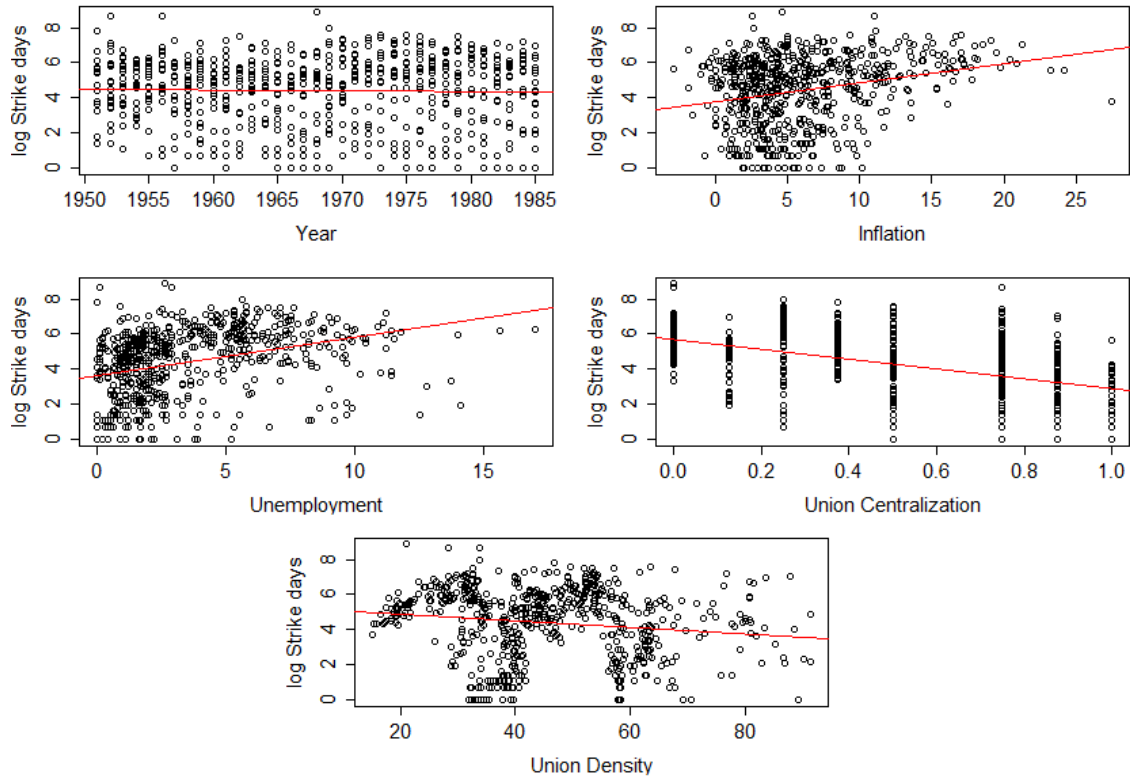 log Strike days
0 2 4 6 8
1950 1955 1960 1965 1970 1975 1980 1985
Year
log Strike days
0 2 4 6 8
0 5 10 15 20 25
Inflation
log Strike days
0 2 4 6 8
0 5 10 15
Unemployment
log Strike days
0 2 4 6 8
0.0 0.2 0.4 0.6 0.8 1.0
Union Centralization
log Strike days
0 2 4 6 8
20 40 60 80
Union Density